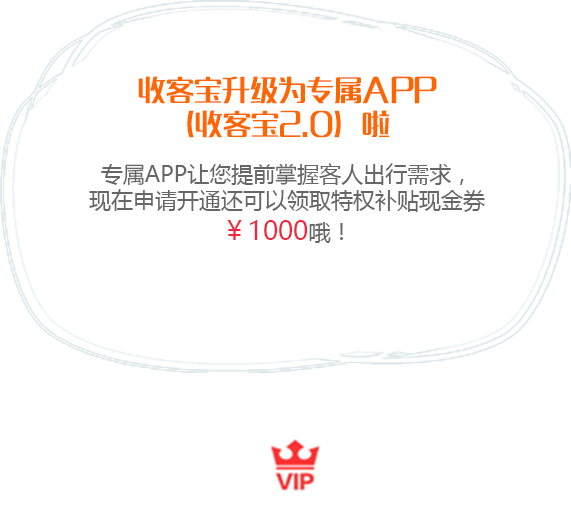 收客宝升级为专属APP
(收客宝2.0) 啦
专属APP让您提前掌握客人出行需求，
现在申请开通还可以领取特权补贴现金券
￥1000哦！
VIP